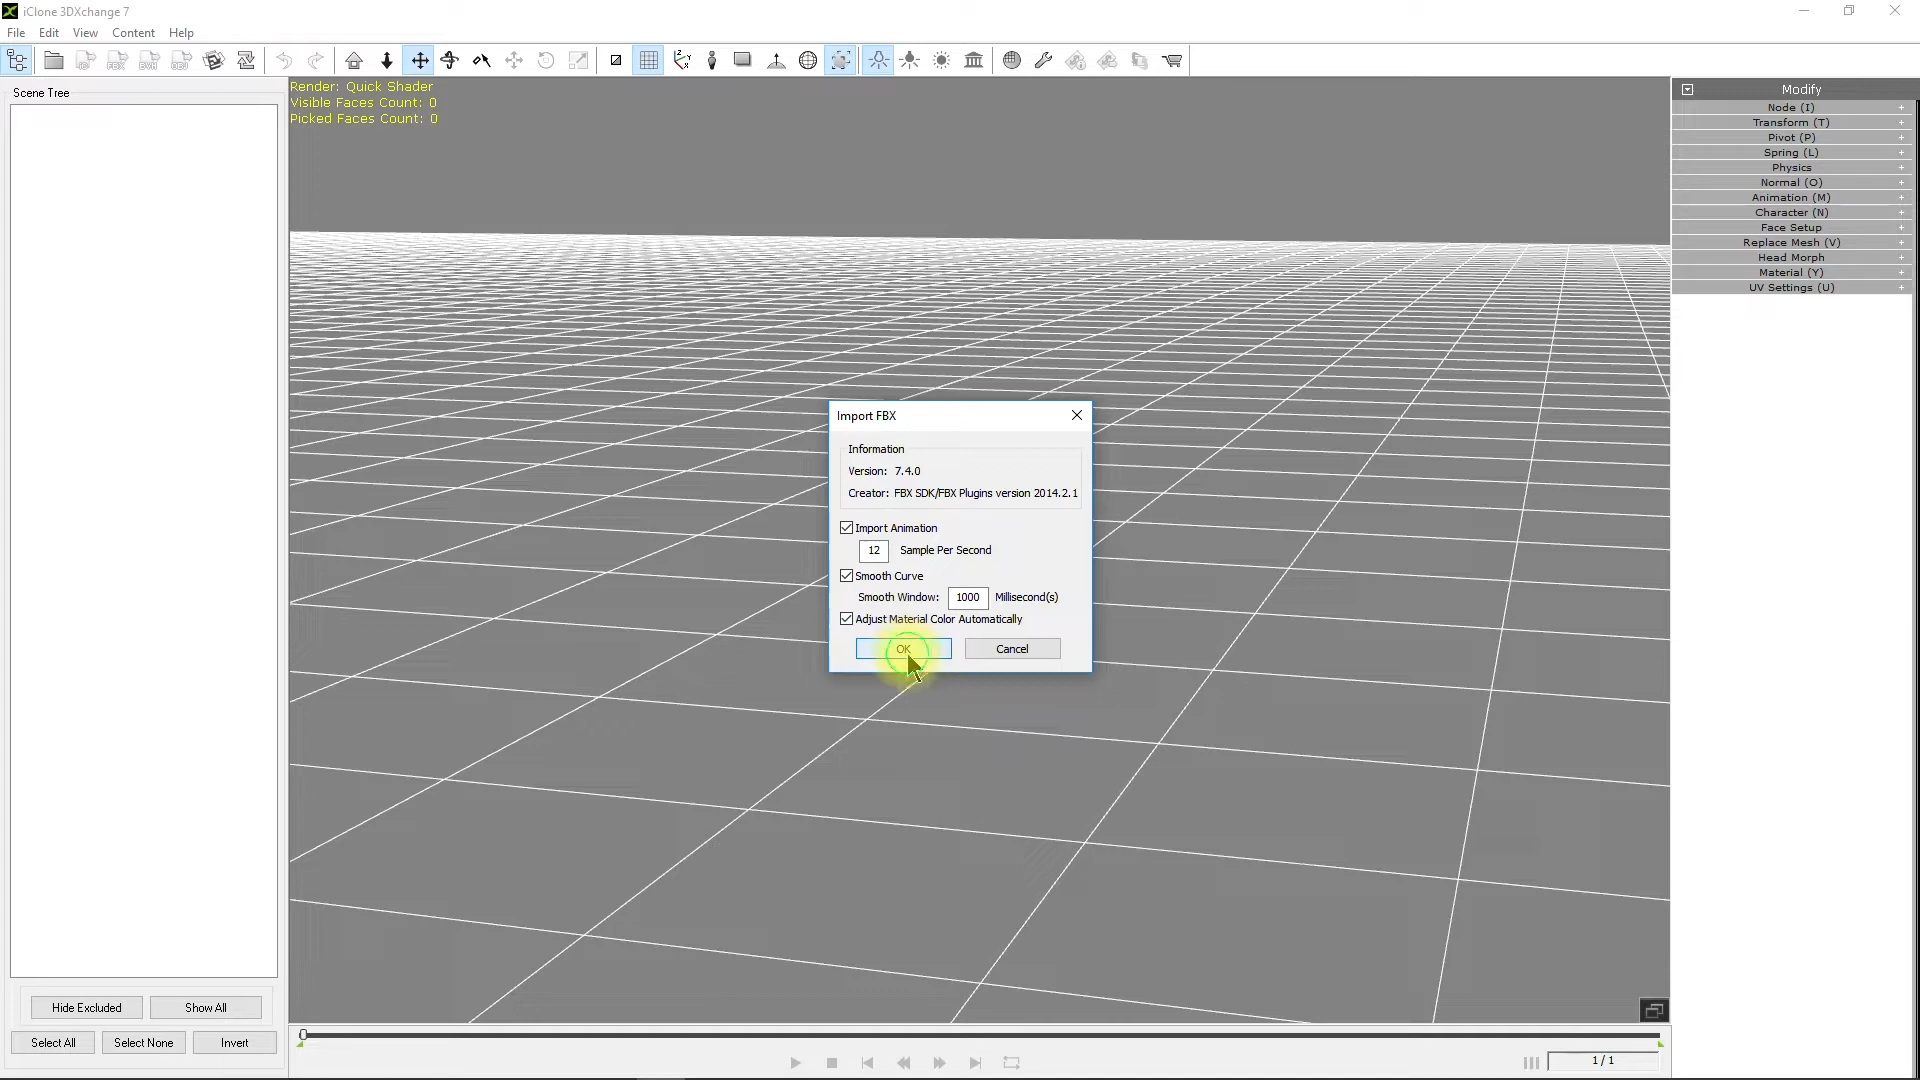 iClone 3DXchange 7
File Edit View Content Help
Scene Tree
Render: Quick Shader
Visible Faces Count: 0
Picked Faces Count: 0
Modify
Node (I) +
Transform (T) +
Pivot (P) +
Spring (L) +
Physics +
Normal (O) +
Animation (M) +
Character (N) +
Face Setup +
Replace Mesh (V) +
Head Morph +
Material (Y) +
UV Settings (U) +
Import FBX
Information
Version: 7.4.0
Creator: FBX SDK/FBX Plugins version 2014.2.1
Import Animation
12 Sample Per Second
Smooth Curve
Smooth Window: 1000 Millisecond(s)
Adjust Material Color Automatically
OK Cancel
Hide Excluded Show All
Select All Select None Invert
1 / 1